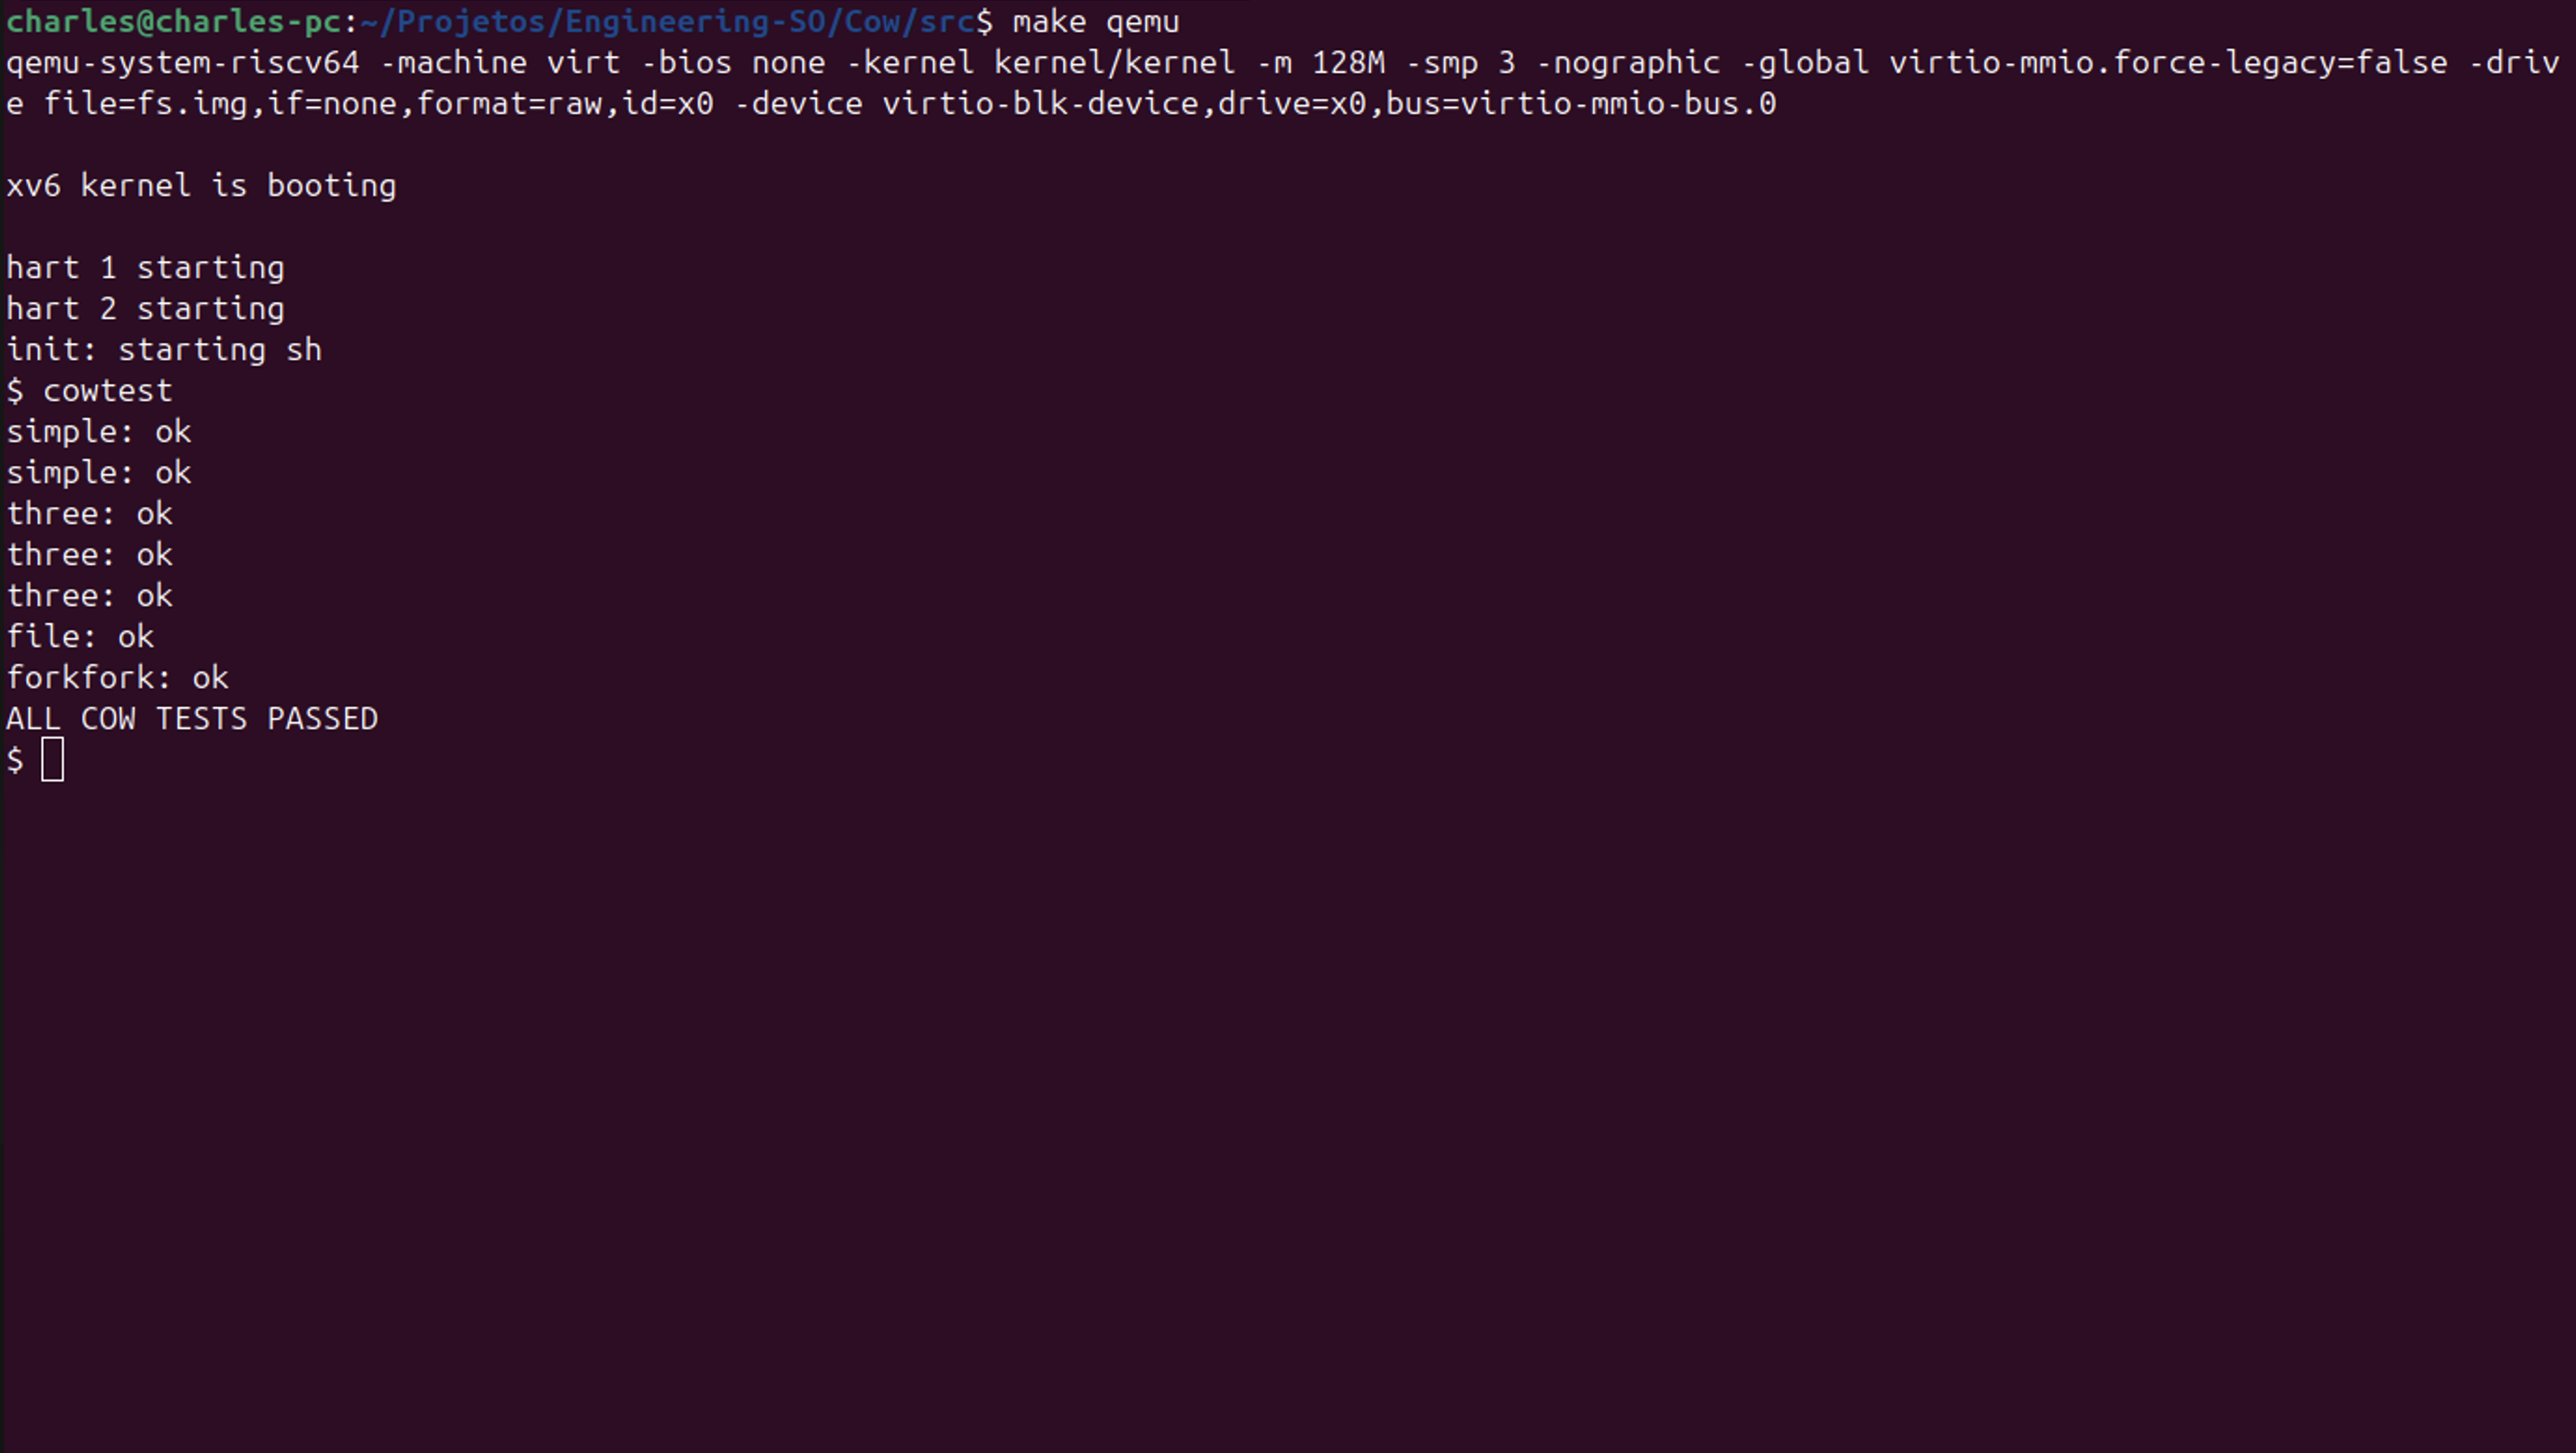 charles@charles-pc:~/Projetos/Engineering-SO/Cow/src$ make qemu
qemu-system-riscv64 -machine virt -bios none -kernel kernel/kernel -m 128M -smp 3 -nographic -global virtio-mmio.force-legacy=false -driv
e file=fs.img,if=none,format=raw,id=x0 -device virtio-blk-device,drive=x0,bus=virtio-mmio-bus.0
xv6 kernel is booting
hart 1 starting
hart 2 starting
init: starting sh
$ cowtest
simple: ok
simple: ok
three: ok
three: ok
three: ok
file: ok
forkfork: ok
ALL COW TESTS PASSED
$